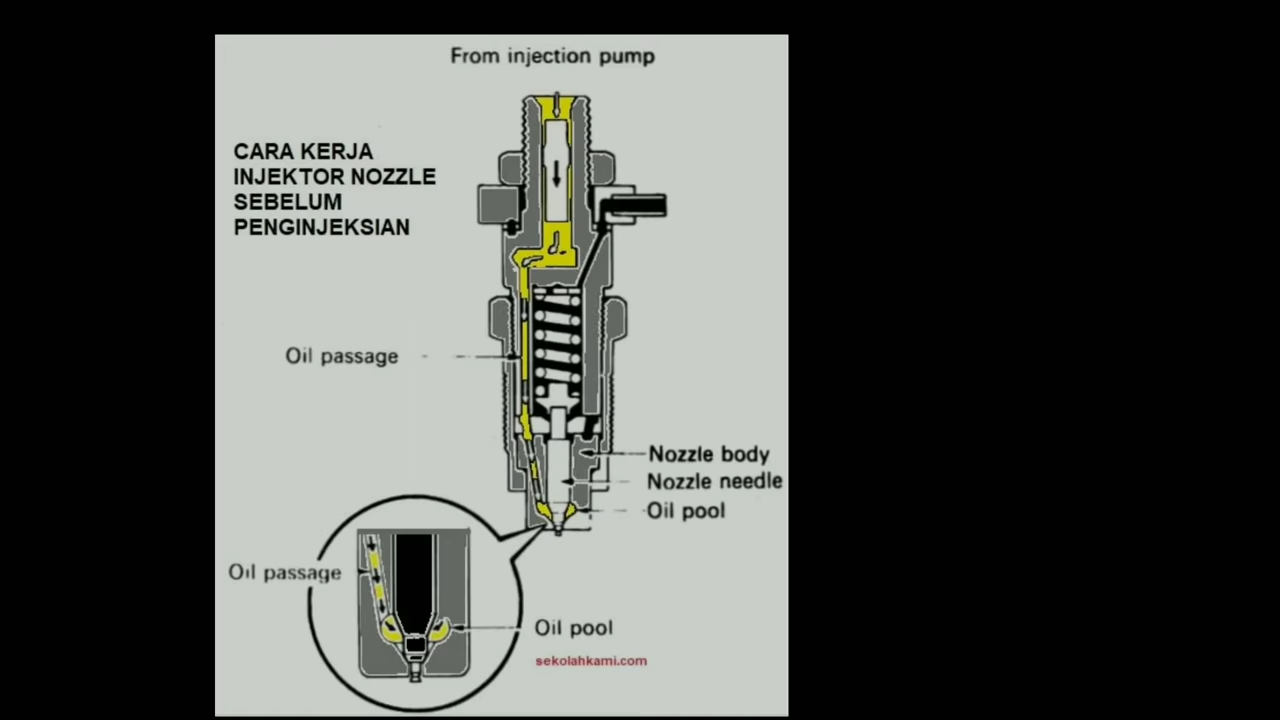 From injection pump
CARA KERJA
INJEKTOR NOZZLE
SEBELUM
PENGINJEKSIAN
Oil passage
Nozzle body
Nozzle needle
Oil pool
Oil passage
Oil pool
sekolahkami.com